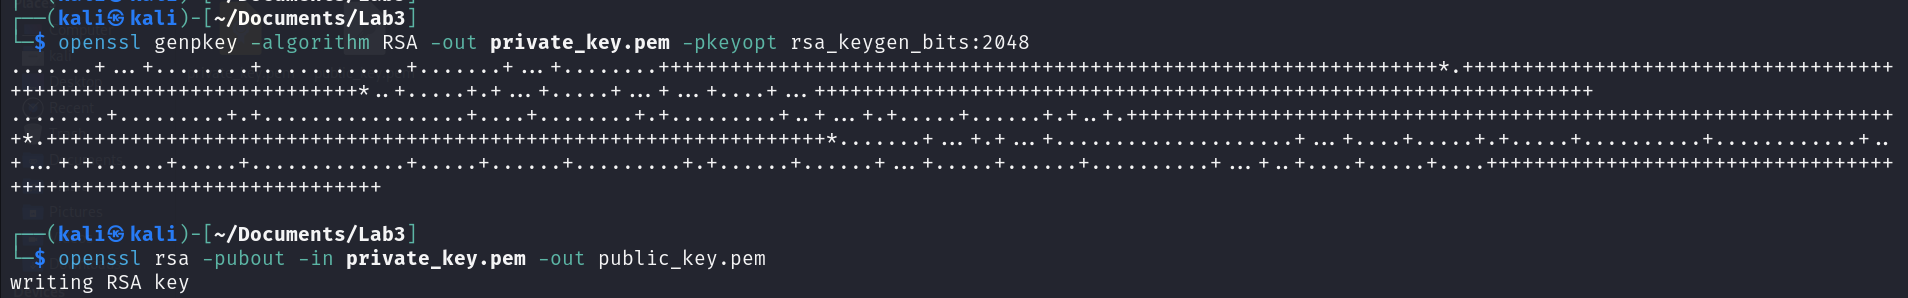 ┌──(kali㉿kali)-[~/Documents/Lab3]
└─$ openssl genpkey -algorithm RSA -out private_key.pem -pkeyopt rsa_keygen_bits:2048
.......+...+........+............+.......+...+........+++++++++++++++++++++++++++++++++++++++++++++++++++++++++++++++++*.++++++++++++++++++++++++++++++++++++
+++++++++++++++++++++++++++++*..+.....+.+...+.....+...+...+....+...+++++++++++++++++++++++++++++++++++++++++++++++++++++++++++++++++
........+.........+.+.................+....+........+.+.........+..+...+.+.....+......+.+..+.++++++++++++++++++++++++++++++++++++++++++++++++++++++++++++++++
+*.+++++++++++++++++++++++++++++++++++++++++++++++++++++++++++++++++*.......+...+.+...+....................+...+....+.....+.+......+..........+............+..
+...+.+......+.....+.............+.....+......+.........+.+......+......+...+.....+......+..........+...+..+....+.....+....++++++++++++++++++++++++++++++++++
+++++++++++++++++++++++++++++++
┌──(kali㉿kali)-[~/Documents/Lab3]
└─$ openssl rsa -pubout -in private_key.pem -out public_key.pem
writing RSA key